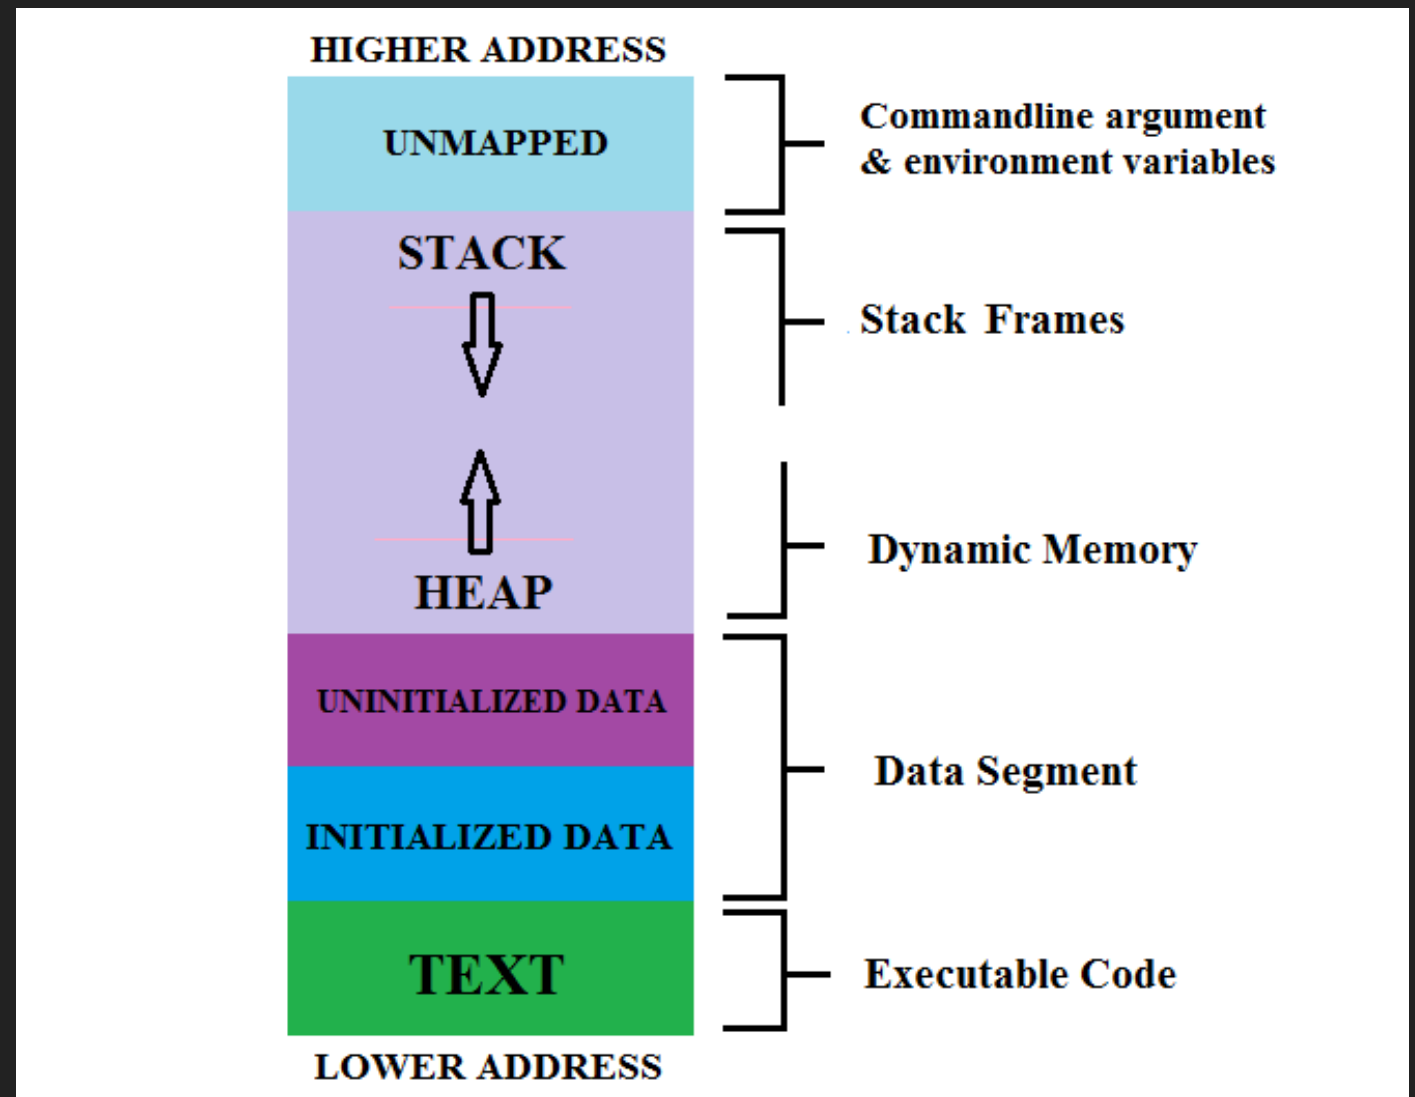 HIGHER ADDRESS
UNMAPPED
Commandline argument
& environment variables
STACK
Stack Frames
Dynamic Memory
HEAP
UNINITIALIZED DATA
Data Segment
INITIALIZED DATA
TEXT
Executable Code
LOWER ADDRESS